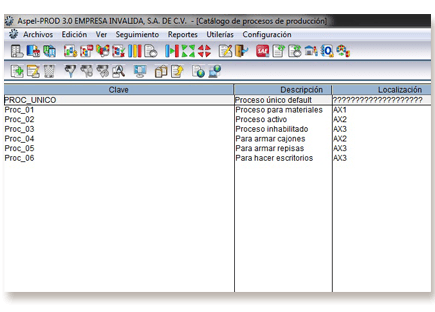 Aspel-PROD 3.0 EMPRESA INVALIDA, S.A. DE C.V. - [Catálogo de procesos de producción]
Archivos Edición Ver Seguimiento Reportes Utilerías Configuración
Clave Descripción Localización
PROC_UNICO Proceso único default ????????????????????
Proc_01 Proceso para materiales AX1
Proc_02 Proceso activo AX2
Proc_03 Proceso inhabilitado AX3
Proc_04 Para armar cajones AX2
Proc_05 Para armar repisas AX3
Proc_06 Para hacer escritorios AX3